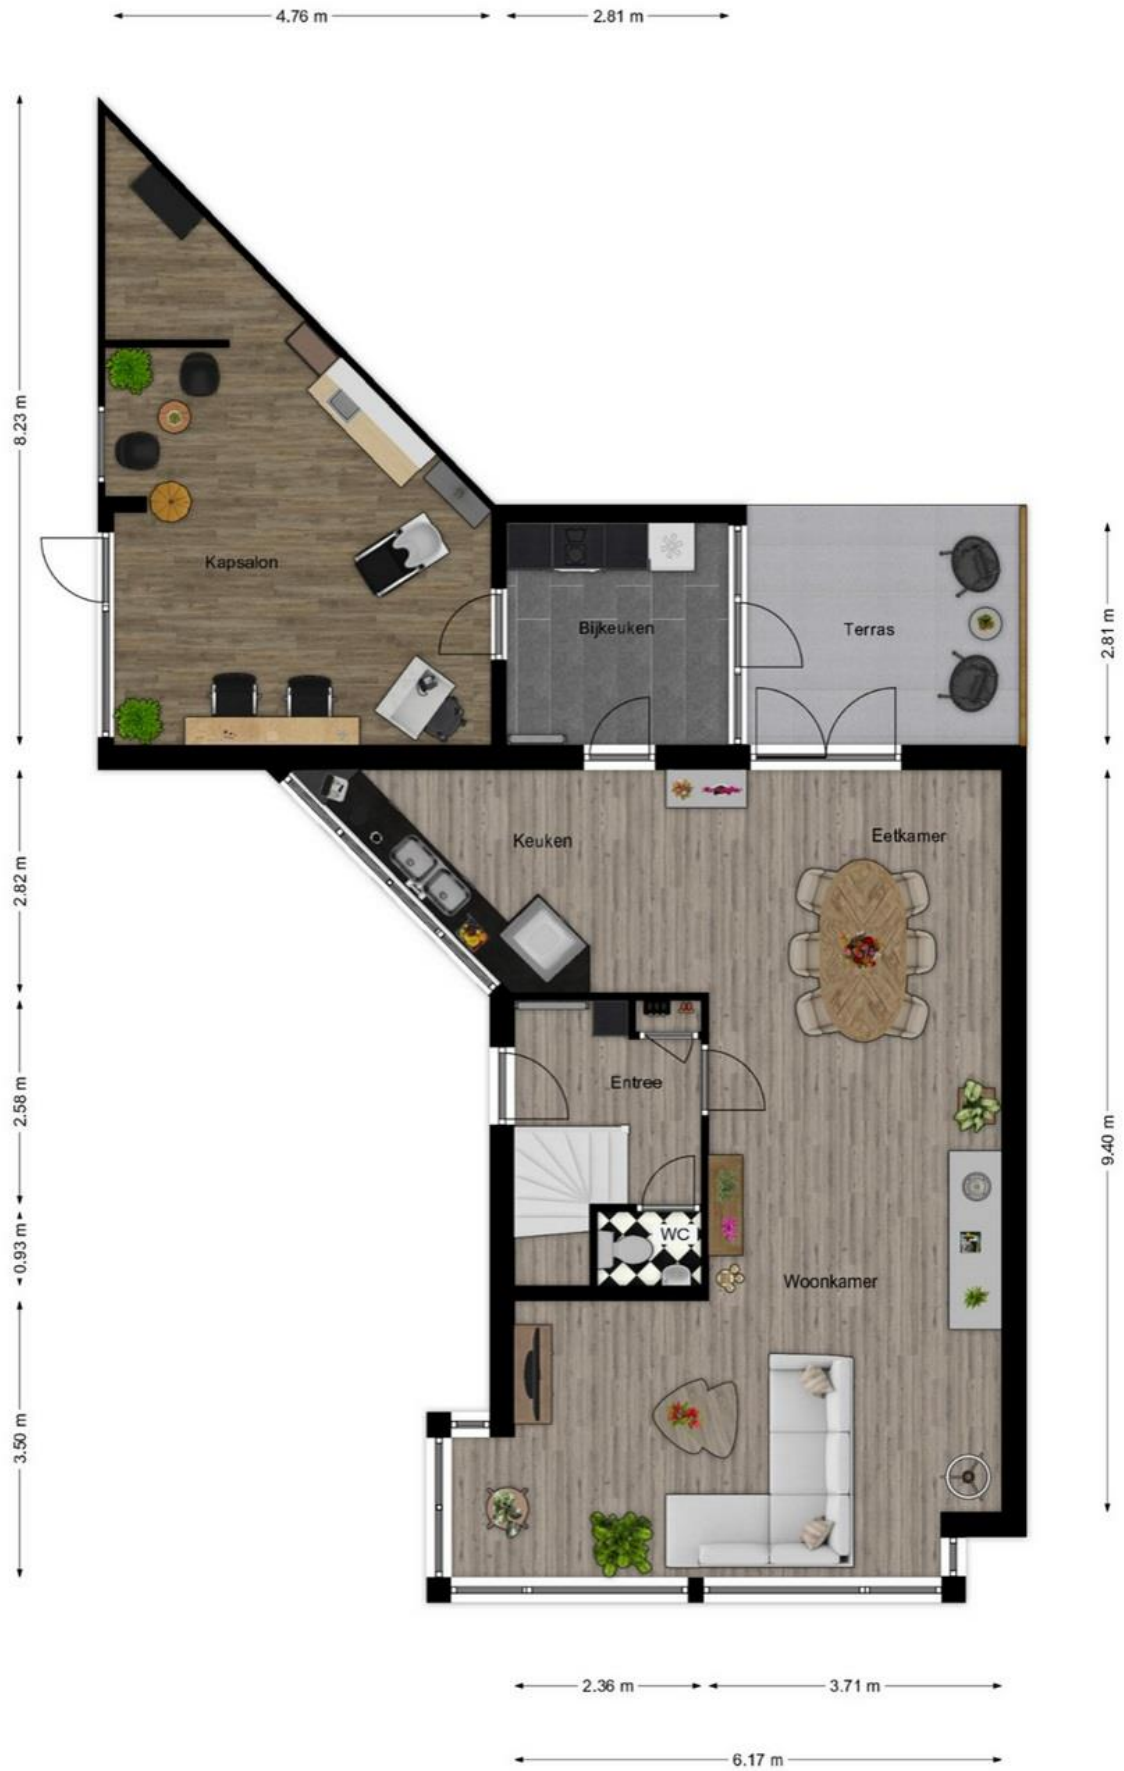 4.76 m
2.81 m
8.23 m
Kapsalon
Bijkeuken
Terras
2.81 m
Keuken
Eetkamer
2.82 m
Entree
2.58 m
9.40 m
WC
0.93 m
Woonkamer
3.50 m
2.36 m
3.71 m
6.17 m